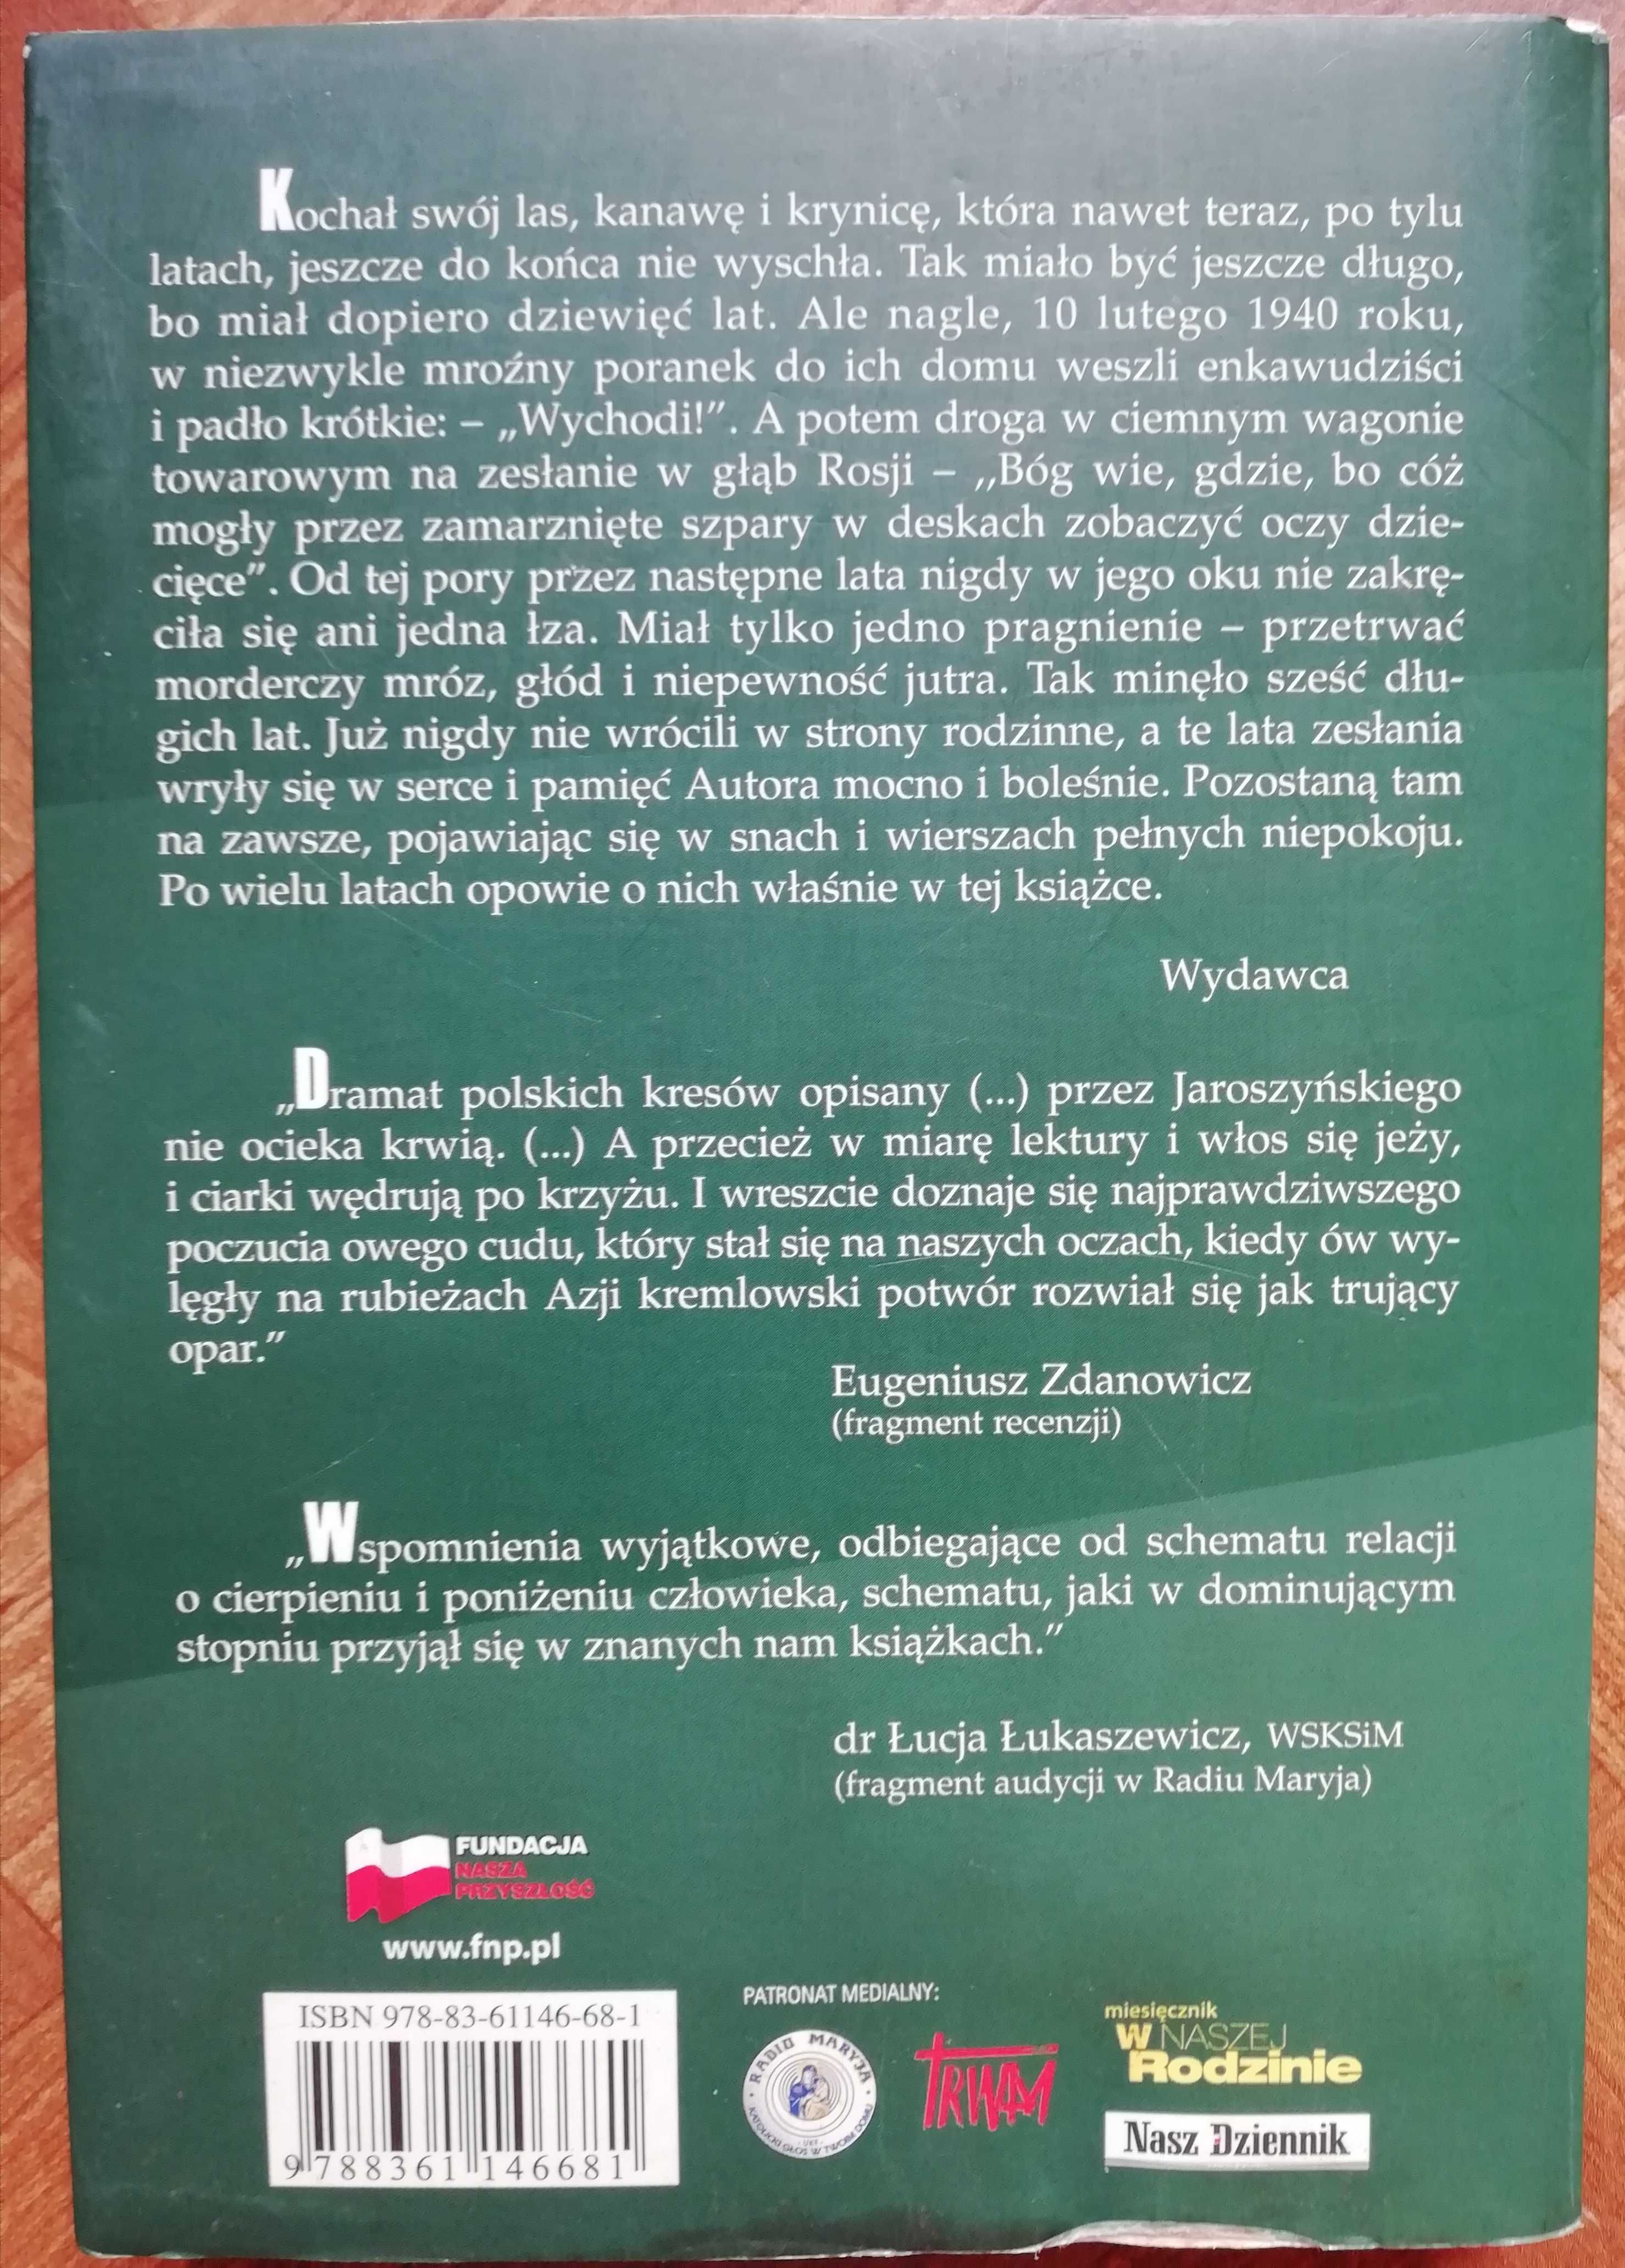 Kochał swój las, kanawę i krynicę, która nawet teraz, po tylu
latach, jeszcze do końca nie wyschła. Tak miało być jeszcze długo,
bo miał dopiero dziewięć lat. Ale nagle, 10 lutego 1940 roku,
w niezwykle mroźny poranek do ich domu weszli enkawudziści
i padło krótkie: – „Wychodi!”. A potem droga w ciemnym wagonie
towarowym na zesłanie w głąb Rosji – ,,Bóg wie, gdzie, bo cóż
mogły przez zamarznięte szpary w deskach zobaczyć oczy dzie-
cięce”. Od tej pory przez następne lata nigdy w jego oku nie zakrę-
ciła się ani jedna łza. Miał tylko jedno pragnienie – przetrwać
morderczy mróz, głód i niepewność jutra. Tak minęło sześć dłu-
gich lat. Już nigdy nie wrócili w strony rodzinne, a te lata zesłania
wryły się w serce i pamięć Autora mocno i boleśnie. Pozostaną tam
na zawsze, pojawiając się w snach i wierszach pełnych niepokoju.
Po wielu latach opowie o nich właśnie w tej książce.
Wydawca
„Dramat polskich kresów opisany (...) przez Jaroszyńskiego
nie ocieka krwią. (...) A przecież w miarę lektury i włos się jeży,
i ciarki wędrują po krzyżu. I wreszcie doznaje się najprawdziwszego
poczucia owego cudu, który stał się na naszych oczach, kiedy ów wy-
lęgły na rubieżach Azji kremlowski potwór rozwiał się jak trujący
opar.”
Eugeniusz Zdanowicz
(fragment recenzji)
„Wspomnienia wyjątkowe, odbiegające od schematu relacji
o cierpieniu i poniżeniu człowieka, schematu, jaki w dominującym
stopniu przyjął się w znanych nam książkach.”
dr Łucja Łukaszewicz, WSKSiM
(fragment audycji w Radiu Maryja)
FUNDACJA
NASZA
PRZYSZŁOŚĆ
www.fnp.pl
ISBN 978-83-61146-68-1
9 788361 146681
PATRONAT MEDIALNY:
RADIO MARYJA
KATOLICKI GŁOS W TWOIM DOMU
TRWAM
miesięcznik
W NASZEJ
Rodzinie
Nasz Dziennik